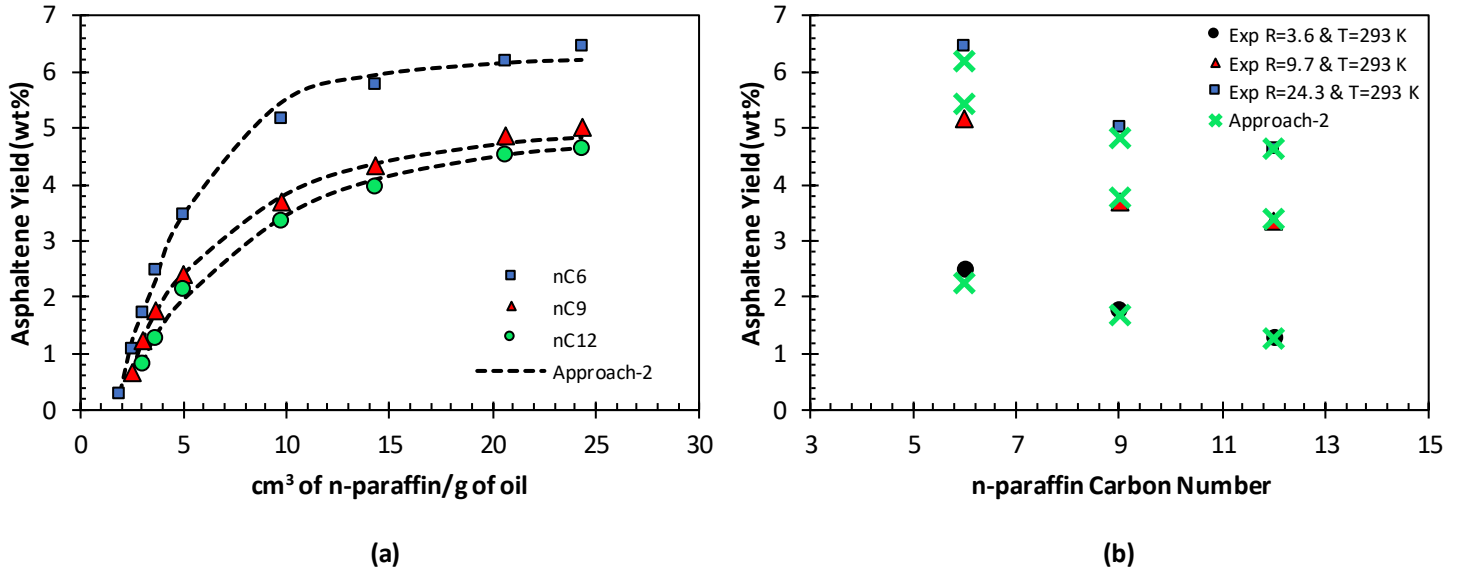 7
6
5
4
3
2
1
0
Asphaltene Yield (wt%)
nC6
nC9
nC12
Approach-2
0 5 10 15 20 25 30
cm³ of n-paraffin/g of oil
(a)
7
6
5
4
3
2
1
0
Asphaltene Yield (wt%)
Exp R=3.6 & T=293 K
Exp R=9.7 & T=293 K
Exp R=24.3 & T=293 K
Approach-2
3 5 7 9 11 13 15
n-paraffin Carbon Number
(b)